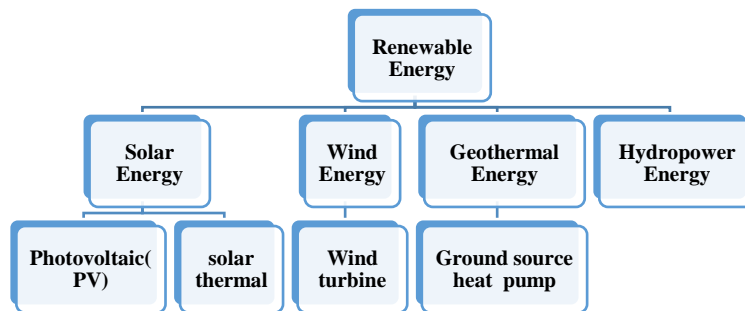 Renewable
Energy
Solar
Energy
Wind
Energy
Geothermal
Energy
Hydropower
Energy
Photovoltaic(
PV)
solar
thermal
Wind
turbine
Ground source
heat pump